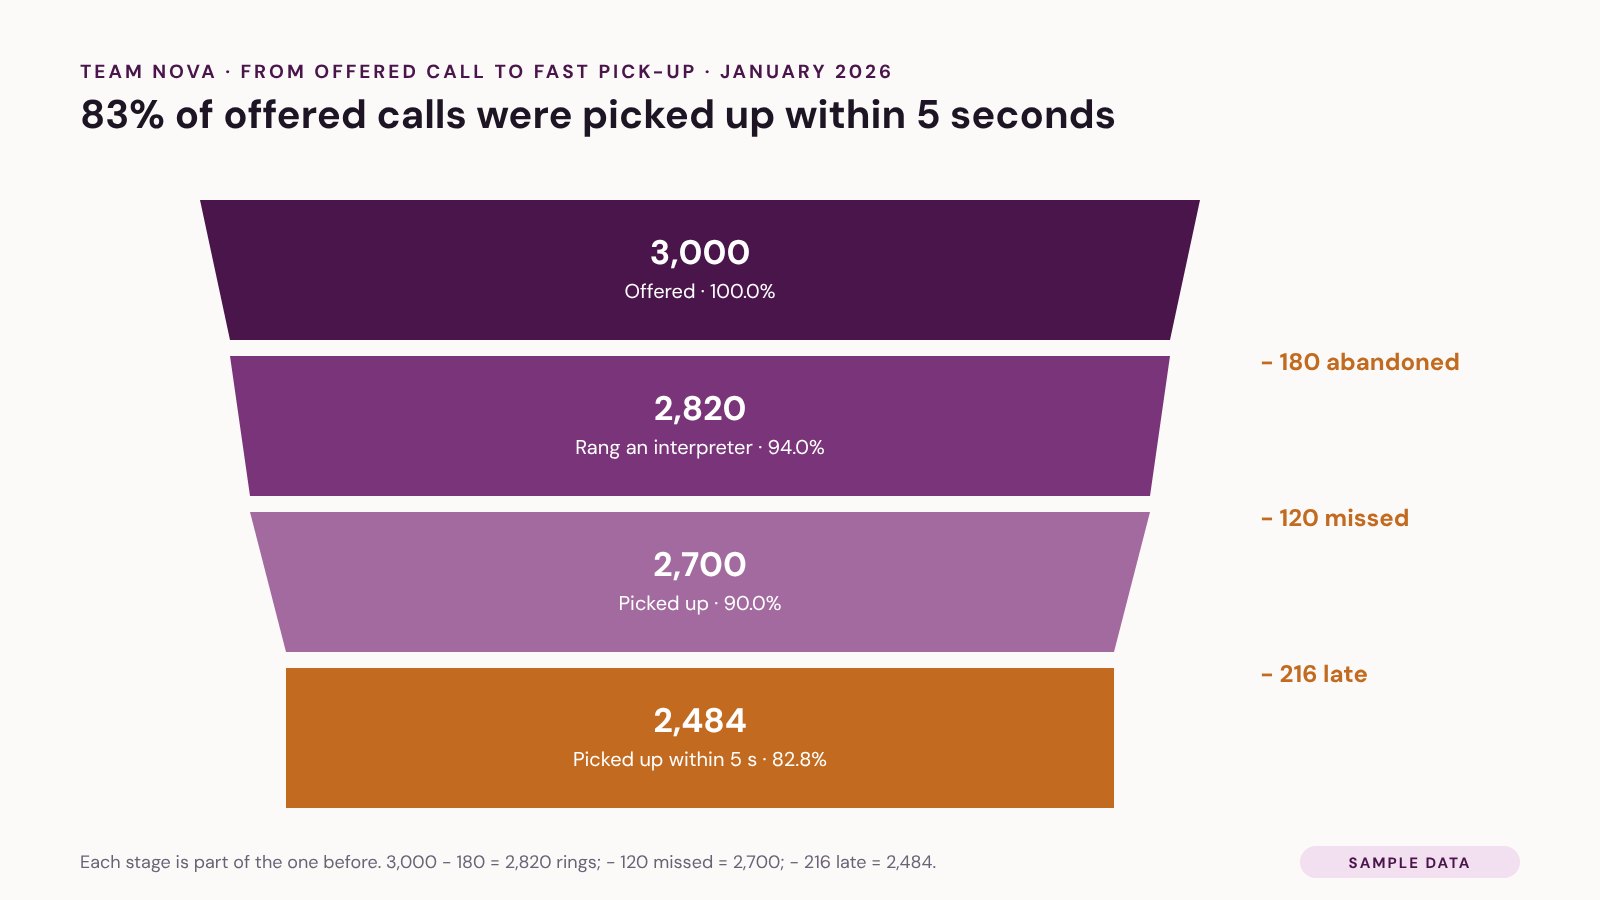 TEAM NOVA · FROM OFFERED CALL TO FAST PICK-UP · JANUARY 2026
83% of offered calls were picked up within 5 seconds
3,000
Offered · 100.0%
− 180 abandoned
2,820
Rang an interpreter · 94.0%
− 120 missed
2,700
Picked up · 90.0%
− 216 late
2,484
Picked up within 5 s · 82.8%
Each stage is part of the one before. 3,000 − 180 = 2,820 rings; − 120 missed = 2,700; − 216 late = 2,484.
SAMPLE DATA